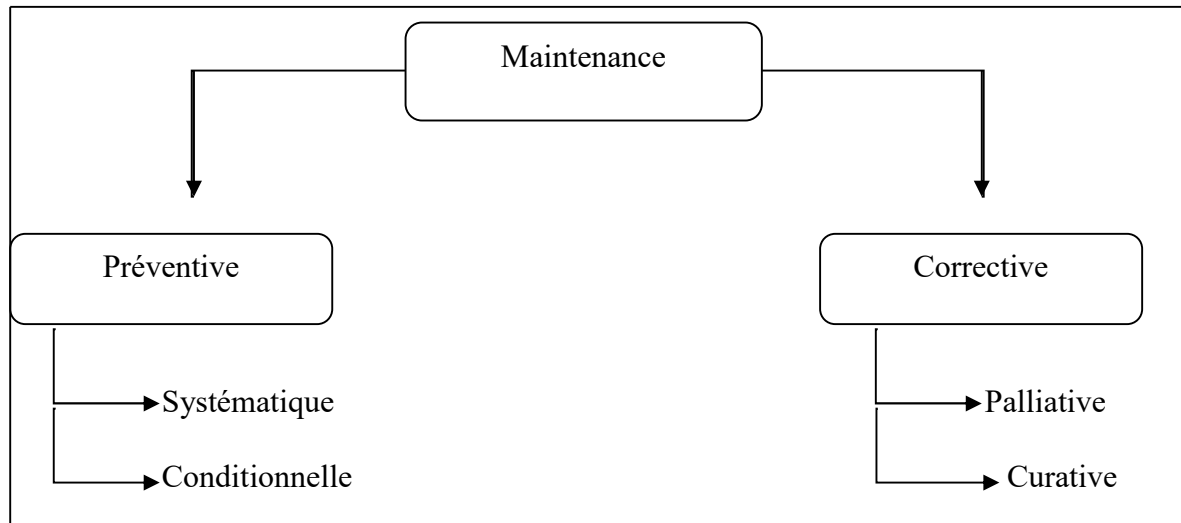 Maintenance
Préventive
Corrective
Systématique
Palliative
Conditionnelle
Curative